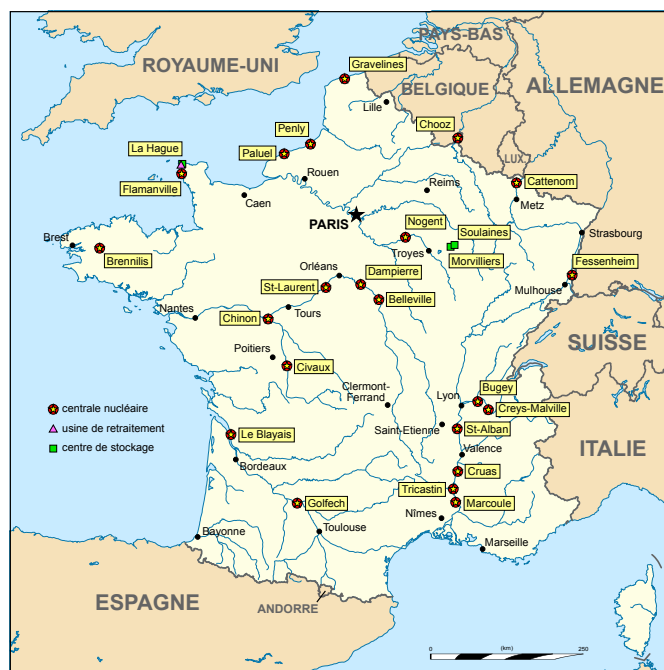 PAYS-BAS
ROYAUME-UNI
Gravelines
ALLEMAGNE
BELGIQUE
Lille
Chooz
Penly
La Hague
Paluel
LUX.
Rouen
Reims
Cattenom
Flamanville
Metz
Caen
PARIS
Nogent
Soulaines
Strasbourg
Brest
Troyes
Morvilliers
Brennilis
Fessenheim
Orléans
Dampierre
St-Laurent
Mulhouse
Belleville
Nantes
Tours
Chinon
SUISSE
Poitiers
Civaux
Clermont-
Ferrand
Bugey
Lyon
centrale nucléaire
Creys-Malville
usine de retraitement
Saint-Etienne
St-Alban
Le Blayais
centre de stockage
ITALIE
Valence
Bordeaux
Cruas
Tricastin
Golfech
Marcoule
Nîmes
Bayonne
Toulouse
Marseille
ESPAGNE
ANDORRE
0 (km) 250